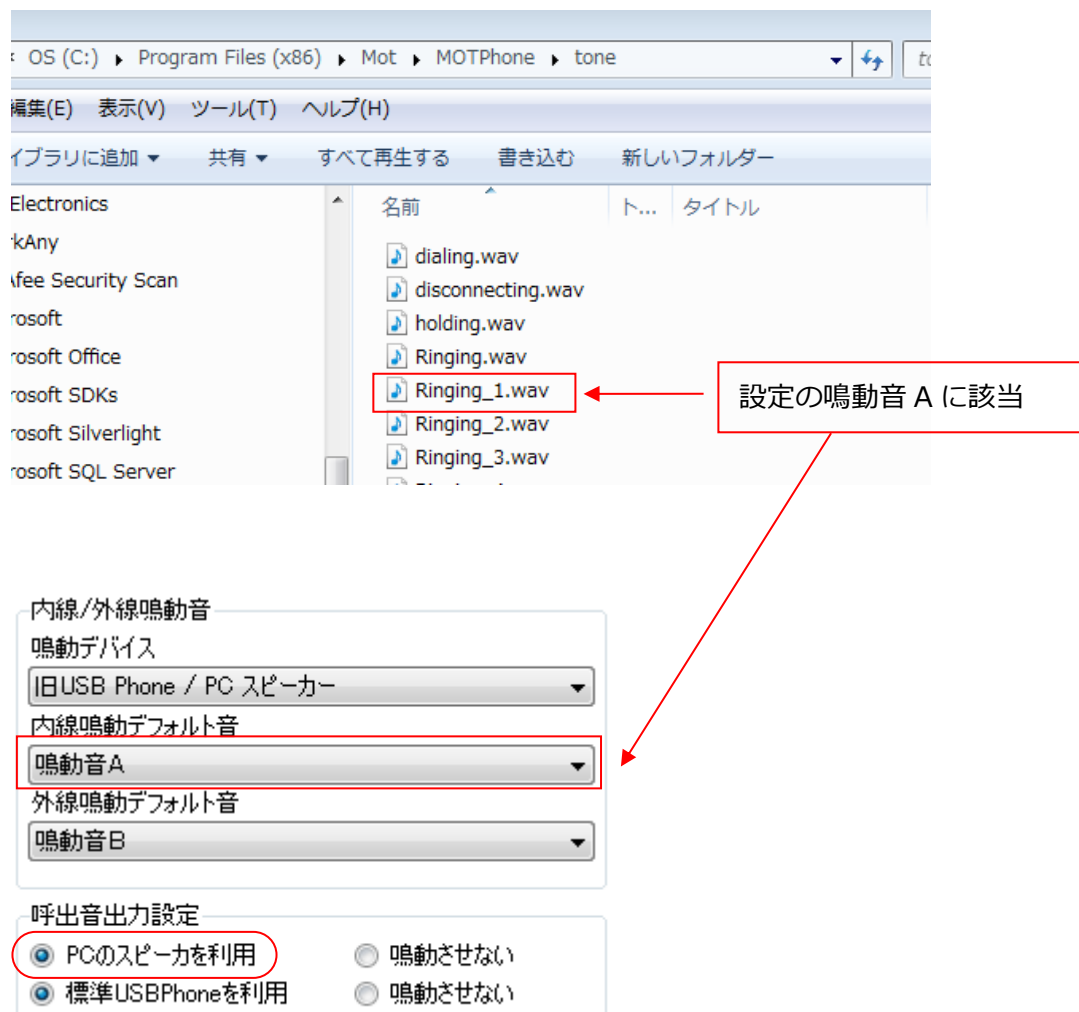 OS (C:) ▸ Program Files (x86) ▸ Mot ▸ MOTPhone ▸ tone
編集(E) 表示(V) ツール(T) ヘルプ(H)
イブラリに追加 ▼ 共有 ▼ すべて再生する 書き込む 新しいフォルダー
Electronics
kAny
Afee Security Scan
rosoft
rosoft Office
rosoft SDKs
rosoft Silverlight
rosoft SQL Server
名前 ト... タイトル
dialing.wav
disconnecting.wav
holding.wav
Ringing.wav
Ringing_1.wav
Ringing_2.wav
Ringing_3.wav
設定の鳴動音 A に該当
内線/外線鳴動音
鳴動デバイス
旧USB Phone / PC スピーカー
内線鳴動デフォルト音
鳴動音A
外線鳴動デフォルト音
鳴動音B
呼出音出力設定
PCのスピーカを利用 鳴動させない
標準USBPhoneを利用 鳴動させない